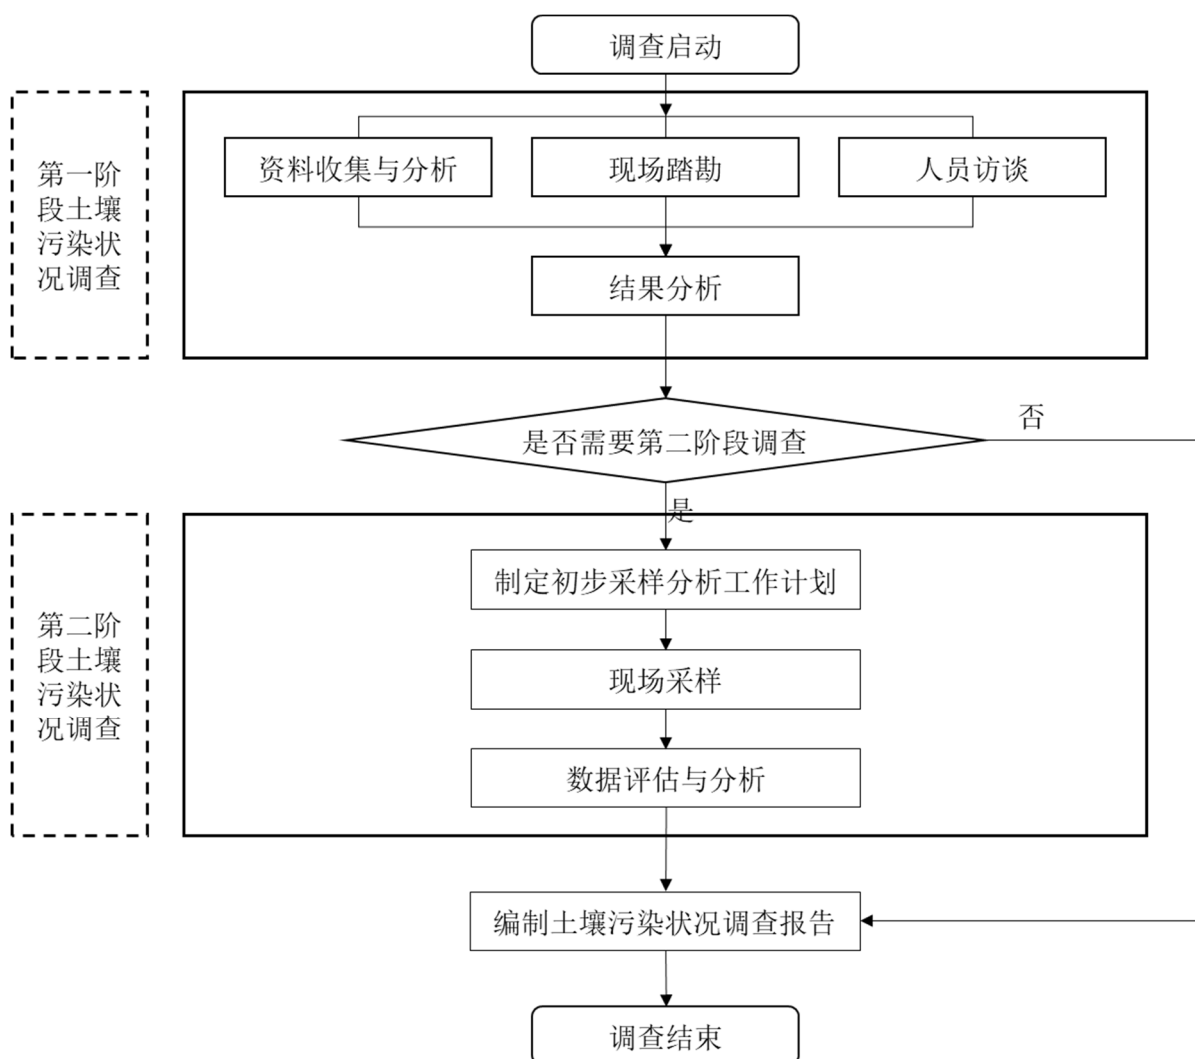 调查启动
第一阶
段土壤
污染状
况调查
资料收集与分析
现场踏勘
人员访谈
结果分析
是否需要第二阶段调查
否
是
第二阶
段土壤
污染状
况调查
制定初步采样分析工作计划
现场采样
数据评估与分析
编制土壤污染状况调查报告
调查结束